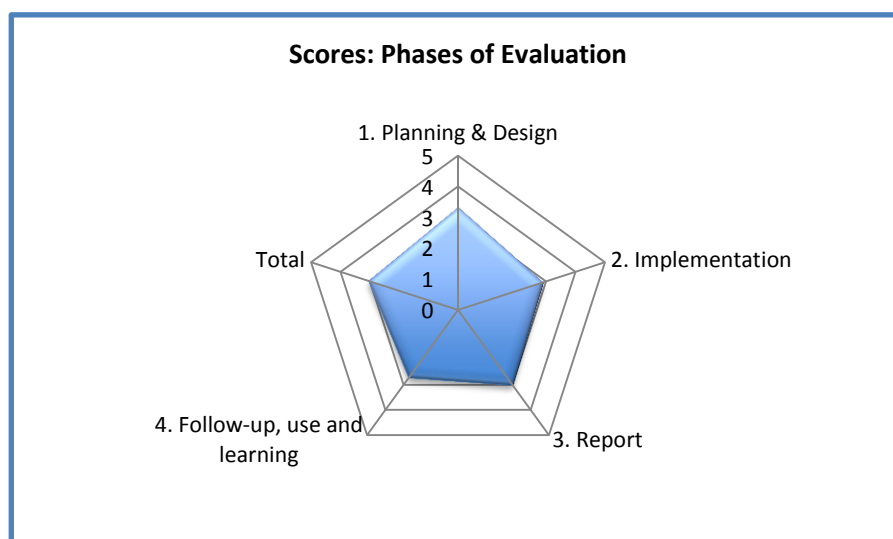 Scores: Phases of Evaluation
1. Planning & Design
5
4
3
2
1
0
Total
2. Implementation
4. Follow-up, use and
learning
3. Report